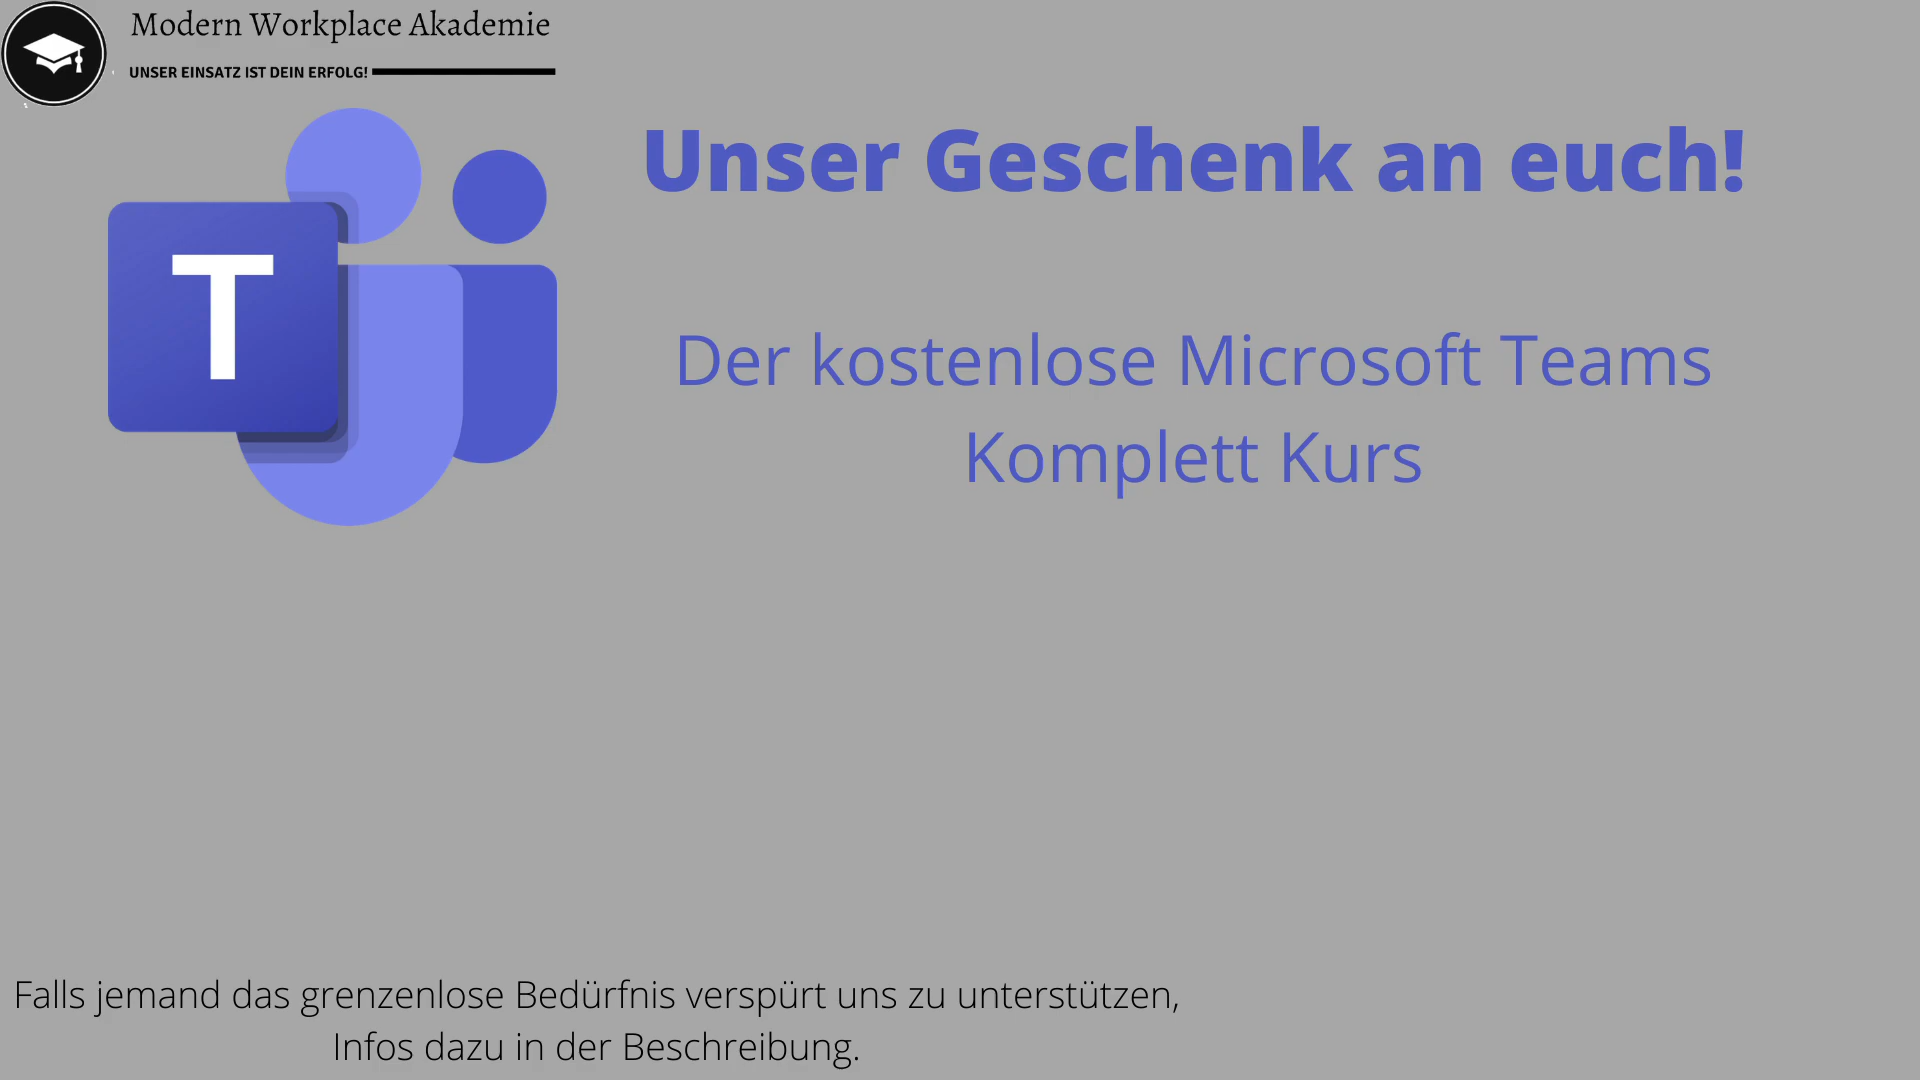 Modern Workplace Akademie
UNSER EINSATZ IST DEIN ERFOLG!
T
Unser Geschenk an euch!
Der kostenlose Microsoft Teams
Komplett Kurs
Falls jemand das grenzenlose Bedürfnis verspürt uns zu unterstützen,
Infos dazu in der Beschreibung.